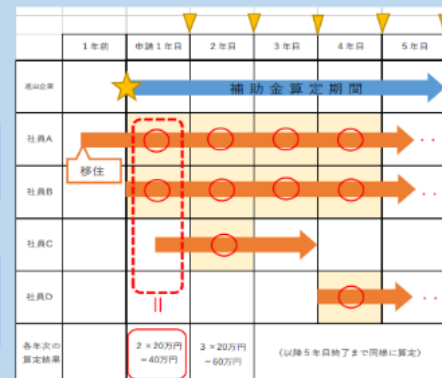 1年前 申請1年目 2年目 3年目 4年目 5年目
進出企業 補助金算定期間
社員A
移住
社員B
社員C
社員D
各年次の
算定結果
2×20万円
=40万円
3×20万円
=60万円
(以降5年目終了まで同様に算定)